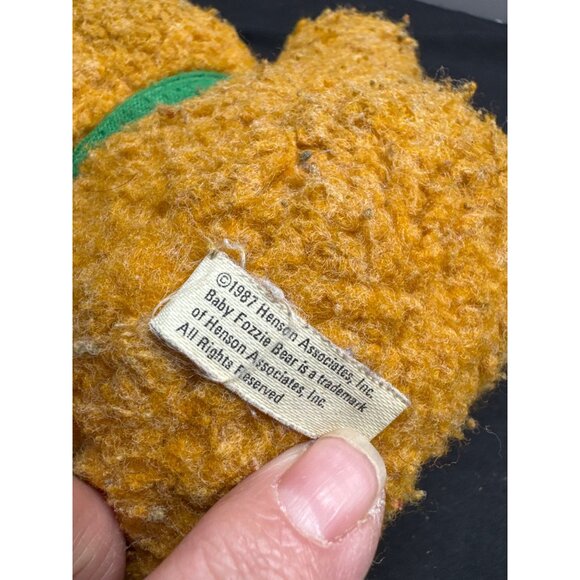 ©1987 Henson Associates, Inc.
Baby Fozzie Bear is a trademark
of Henson Associates, Inc.
All Rights Reserved